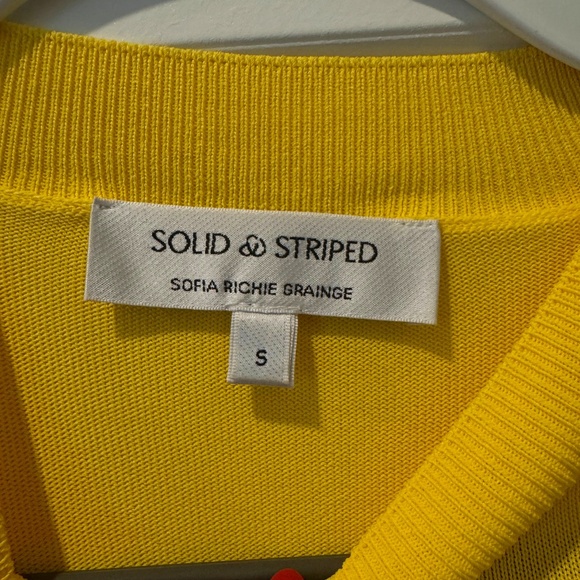 SOLID & STRIPED
SOFIA RICHIE GRAINGE
S